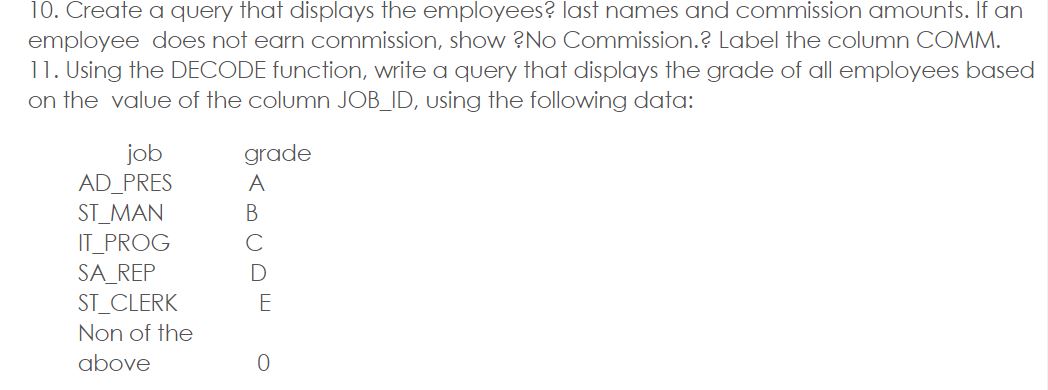 10. Create a query that displays the employees? last names and commission amounts. If an
employee does not earn commission, show ?No Commission.? Label the column COMM.
11. Using the DECODE function, write a query that displays the grade of all employees based
on the value of the column JOB_ID, using the following data:
job grade
AD_PRES A
ST_MAN B
IT_PROG C
SA_REP D
ST_CLERK E
Non of the
above 0